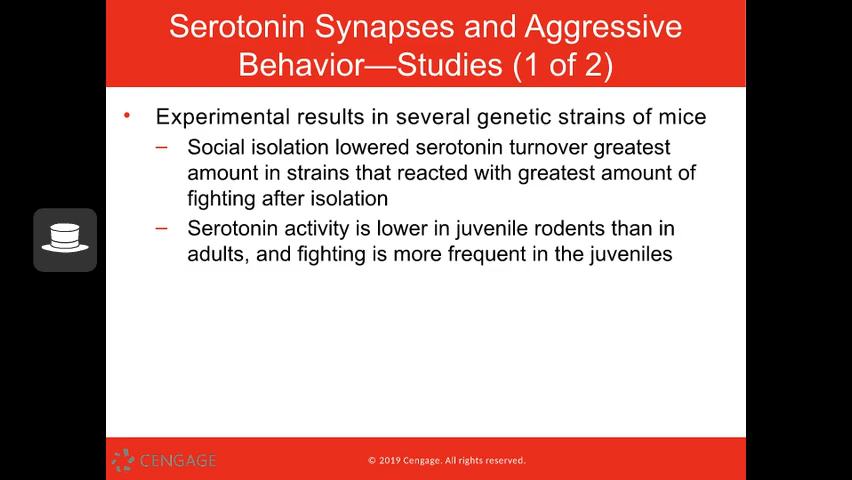 Serotonin Synapses and Aggressive
Behavior—Studies (1 of 2)
• Experimental results in several genetic strains of mice
– Social isolation lowered serotonin turnover greatest
amount in strains that reacted with greatest amount of
fighting after isolation
– Serotonin activity is lower in juvenile rodents than in
adults, and fighting is more frequent in the juveniles
CENGAGE
© 2019 Cengage. All rights reserved.